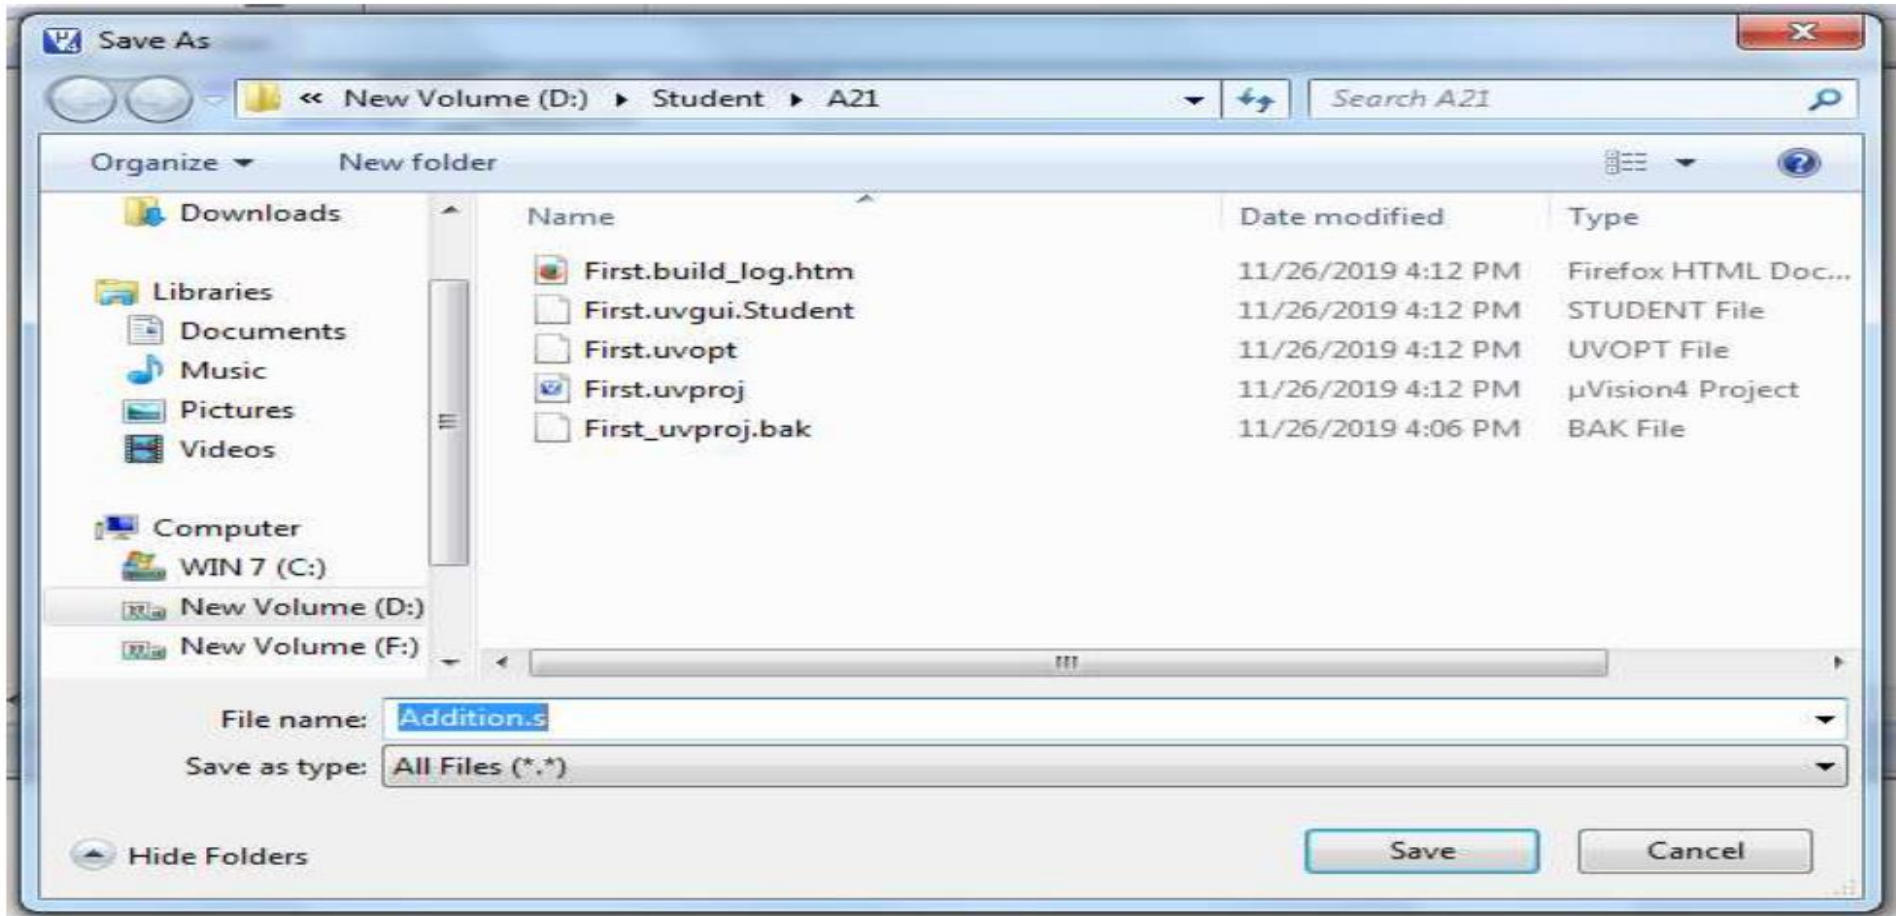 Save As
« New Volume (D:) ▸ Student ▸ A21
Search A21
Organize
New folder
Downloads
Libraries
Documents
Music
Pictures
Videos
Computer
WIN 7 (C:)
New Volume (D:)
New Volume (F:)
Name Date modified Type
First.build_log.htm 11/26/2019 4:12 PM Firefox HTML Doc...
First.uvgui.Student 11/26/2019 4:12 PM STUDENT File
First.uvopt 11/26/2019 4:12 PM UVOPT File
First.uvproj 11/26/2019 4:12 PM µVision4 Project
First_uvproj.bak 11/26/2019 4:06 PM BAK File
File name: Addition.s
Save as type: All Files (*.*)
Hide Folders
Save
Cancel